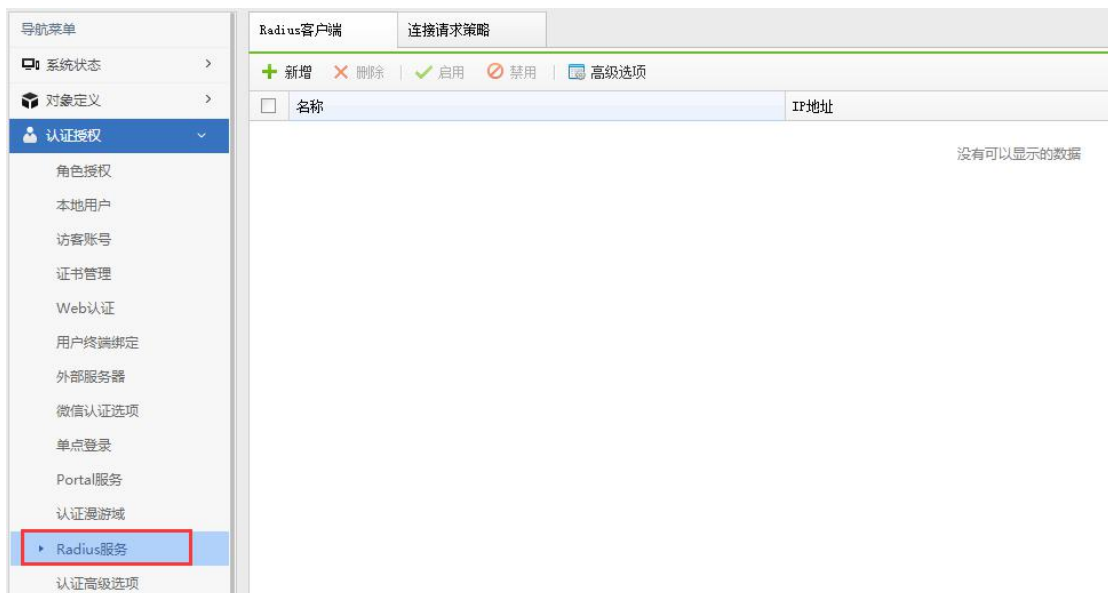 导航菜单
系统状态
对象定义
认证授权
角色授权
本地用户
访客账号
证书管理
Web认证
用户终端绑定
外部服务器
微信认证选项
单点登录
Portal服务
认证漫游域
Radius服务
认证高级选项
Radius客户端 连接请求策略
新增 删除 启用 禁用 高级选项
名称 IP地址
没有可以显示的数据